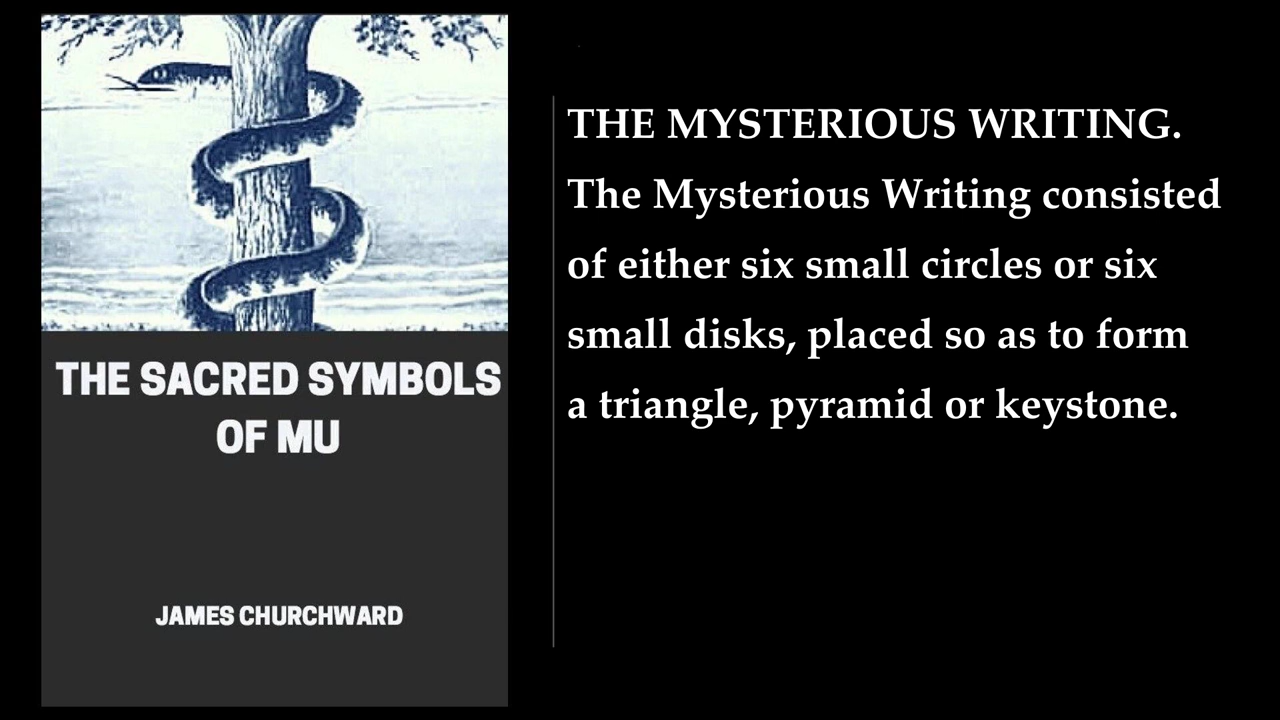 THE SACRED SYMBOLS
OF MU
JAMES CHURCHWARD
THE MYSTERIOUS WRITING.
The Mysterious Writing consisted
of either six small circles or six
small disks, placed so as to form
a triangle, pyramid or keystone.